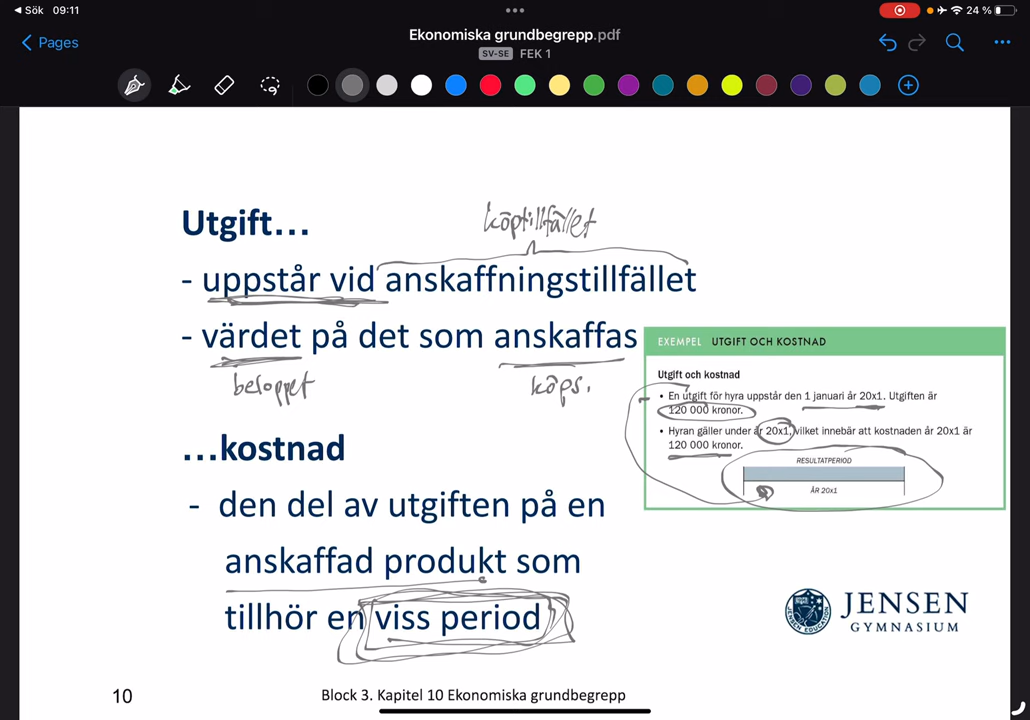 Sök 09:11
24 %
Pages
Ekonomiska grundbegrepp.pdf
SV-SE FEK 1
köptillfället
Utgift...
- uppstår vid anskaffningstillfället
- värdet på det som anskaffas
beloppet köps.
...kostnad
- den del av utgiften på en
anskaffad produkt som
tillhör en viss period
EXEMPEL UTGIFT OCH KOSTNAD
Utgift och kostnad
• En utgift för hyra uppstår den 1 januari år 20x1. Utgiften är
120 000 kronor.
• Hyran gäller under år 20x1, vilket innebär att kostnaden år 20x1 är
120 000 kronor.
RESULTATPERIOD
ÅR 20x1
JENSEN EDUCATION
JENSEN
GYMNASIUM
10
Block 3. Kapitel 10 Ekonomiska grundbegrepp